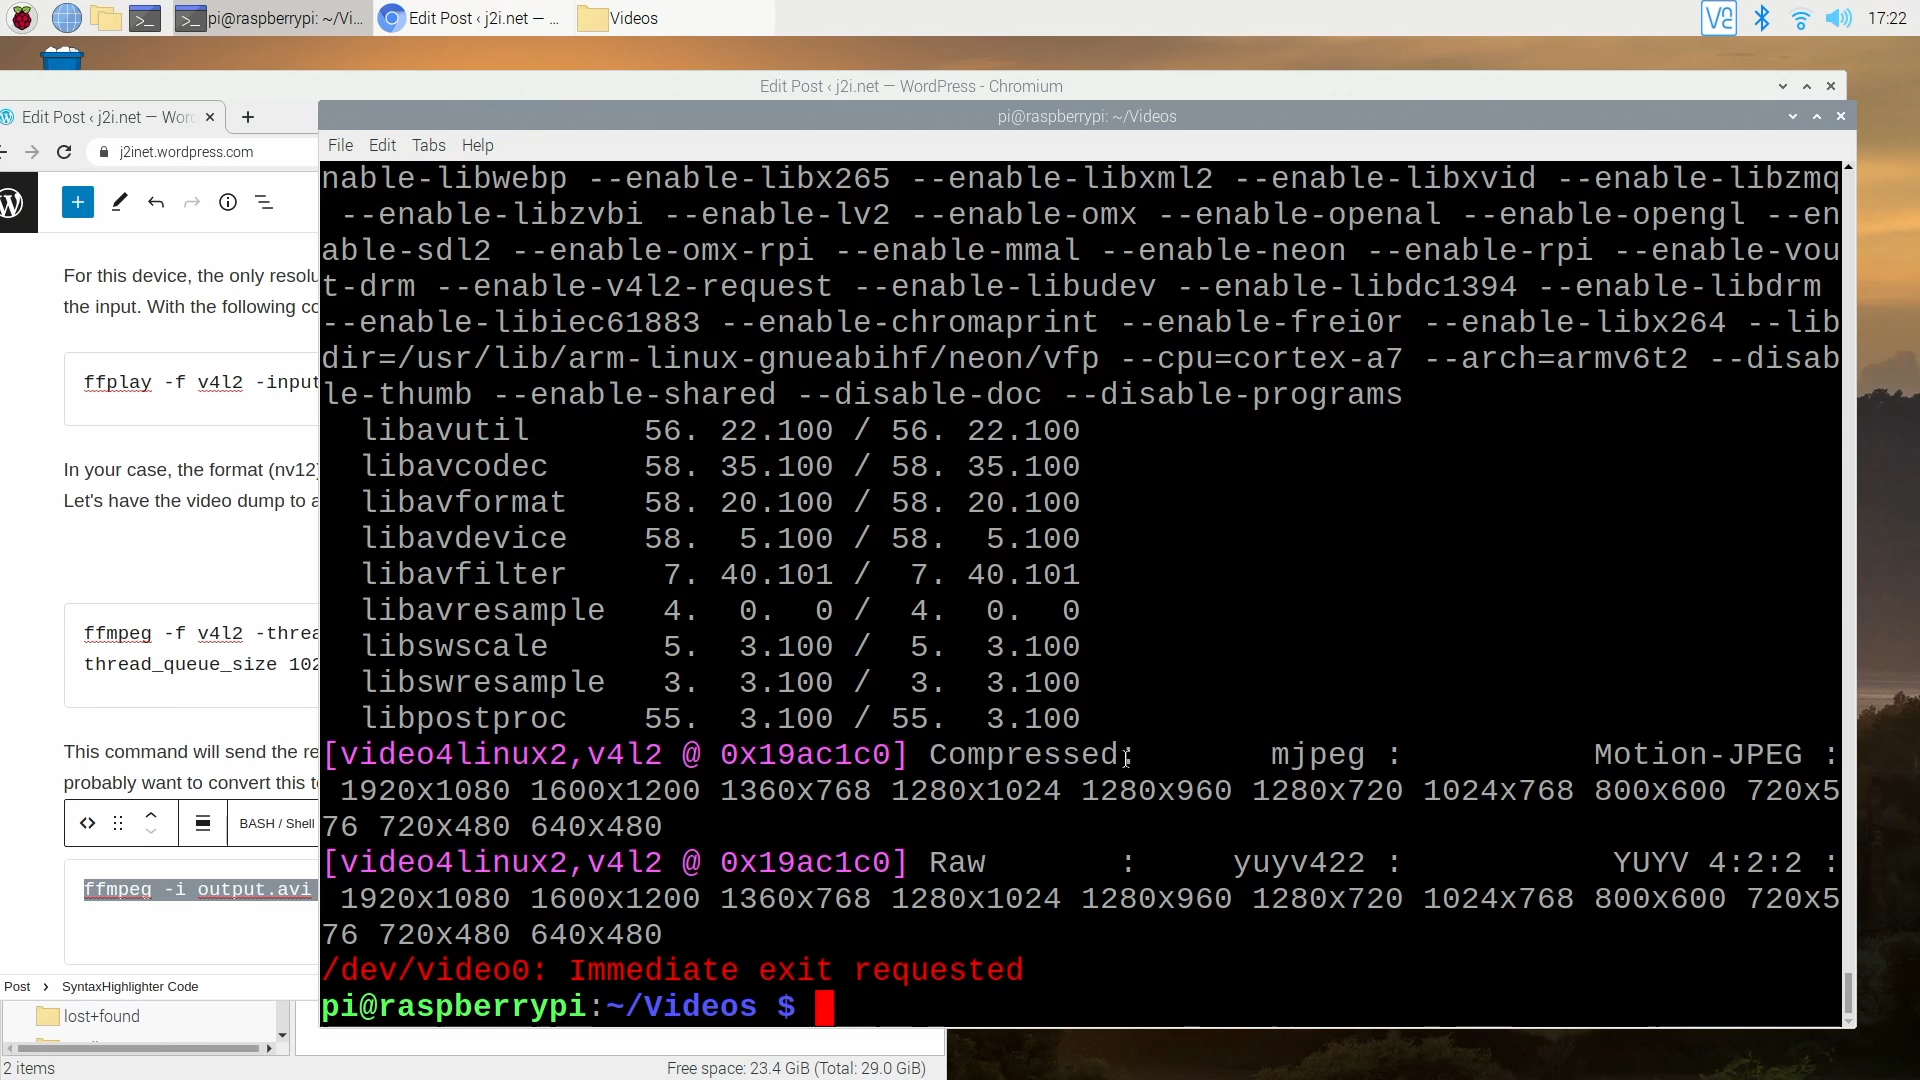 pi@raspberrypi: ~/Vi... Edit Post ‹ j2i.net — ... Videos 17:22
Edit Post ‹ j2i.net — WordPress - Chromium
Edit Post ‹ j2i.net — Wor
pi@raspberrypi: ~/Videos
j2inet.wordpress.com
File Edit Tabs Help
For this device, the only resolu
the input. With the following co
ffplay -f v4l2 -input
In your case, the format (nv12)
Let's have the video dump to a
ffmpeg -f v4l2 -threa
thread_queue_size 102
This command will send the re
probably want to convert this t
BASH / Shell
ffmpeg -i output.avi
Post › SyntaxHighlighter Code
lost+found
2 items
Free space: 23.4 GiB (Total: 29.0 GiB)
nable-libwebp --enable-libx265 --enable-libxml2 --enable-libxvid --enable-libzmq
--enable-libzvbi --enable-lv2 --enable-omx --enable-openal --enable-opengl --en
able-sdl2 --enable-omx-rpi --enable-mmal --enable-neon --enable-rpi --enable-vou
t-drm --enable-v4l2-request --enable-libudev --enable-libdc1394 --enable-libdrm
--enable-libiec61883 --enable-chromaprint --enable-frei0r --enable-libx264 --lib
dir=/usr/lib/arm-linux-gnueabihf/neon/vfp --cpu=cortex-a7 --arch=armv6t2 --disab
le-thumb --enable-shared --disable-doc --disable-programs
libavutil 56. 22.100 / 56. 22.100
libavcodec 58. 35.100 / 58. 35.100
libavformat 58. 20.100 / 58. 20.100
libavdevice 58. 5.100 / 58. 5.100
libavfilter 7. 40.101 / 7. 40.101
libavresample 4. 0. 0 / 4. 0. 0
libswscale 5. 3.100 / 5. 3.100
libswresample 3. 3.100 / 3. 3.100
libpostproc 55. 3.100 / 55. 3.100
[video4linux2,v4l2 @ 0x19ac1c0] Compressed: mjpeg : Motion-JPEG :
1920x1080 1600x1200 1360x768 1280x1024 1280x960 1280x720 1024x768 800x600 720x5
76 720x480 640x480
[video4linux2,v4l2 @ 0x19ac1c0] Raw : yuyv422 : YUYV 4:2:2 :
1920x1080 1600x1200 1360x768 1280x1024 1280x960 1280x720 1024x768 800x600 720x5
76 720x480 640x480
/dev/video0: Immediate exit requested
pi@raspberrypi:~/Videos $